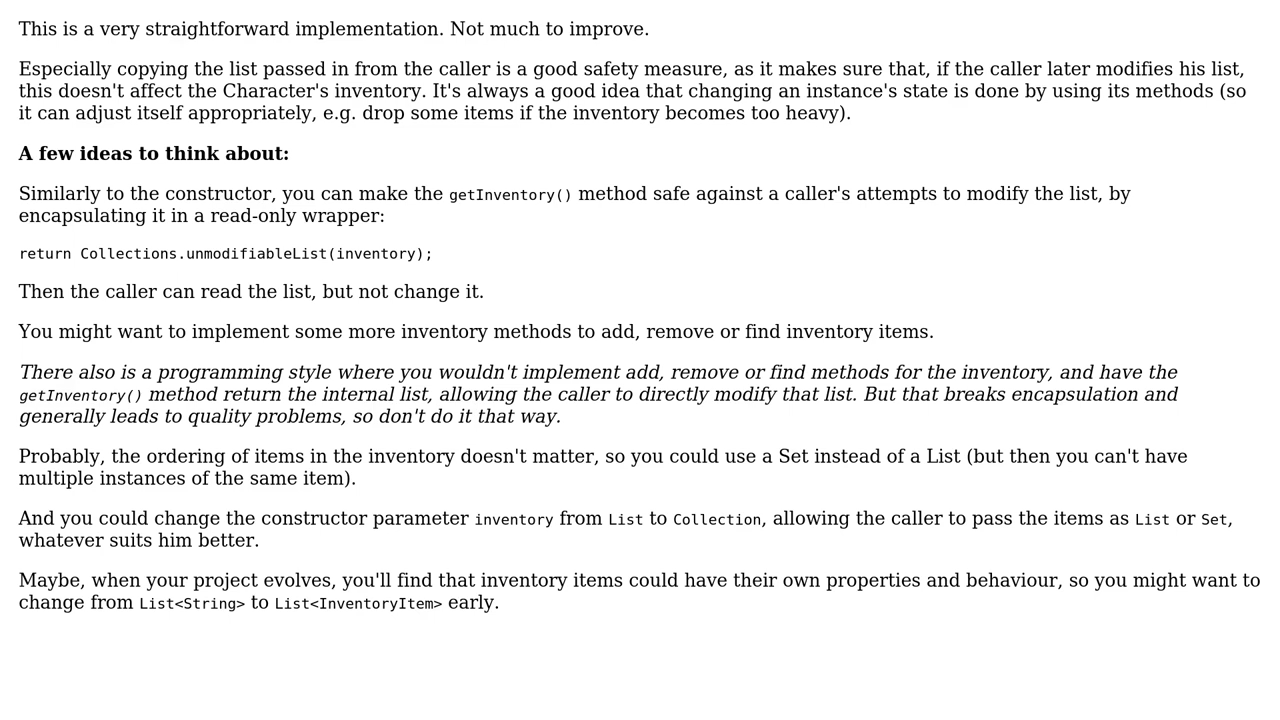 This is a very straightforward implementation. Not much to improve.
Especially copying the list passed in from the caller is a good safety measure, as it makes sure that, if the caller later modifies his list,
this doesn't affect the Character's inventory. It's always a good idea that changing an instance's state is done by using its methods (so
it can adjust itself appropriately, e.g. drop some items if the inventory becomes too heavy).
A few ideas to think about:
Similarly to the constructor, you can make the getInventory() method safe against a caller's attempts to modify the list, by
encapsulating it in a read-only wrapper:
return Collections.unmodifiableList(inventory);
Then the caller can read the list, but not change it.
You might want to implement some more inventory methods to add, remove or find inventory items.
There also is a programming style where you wouldn't implement add, remove or find methods for the inventory, and have the
getInventory() method return the internal list, allowing the caller to directly modify that list. But that breaks encapsulation and
generally leads to quality problems, so don't do it that way.
Probably, the ordering of items in the inventory doesn't matter, so you could use a Set instead of a List (but then you can't have
multiple instances of the same item).
And you could change the constructor parameter inventory from List to Collection, allowing the caller to pass the items as List or Set,
whatever suits him better.
Maybe, when your project evolves, you'll find that inventory items could have their own properties and behaviour, so you might want to
change from List<String> to List<InventoryItem> early.